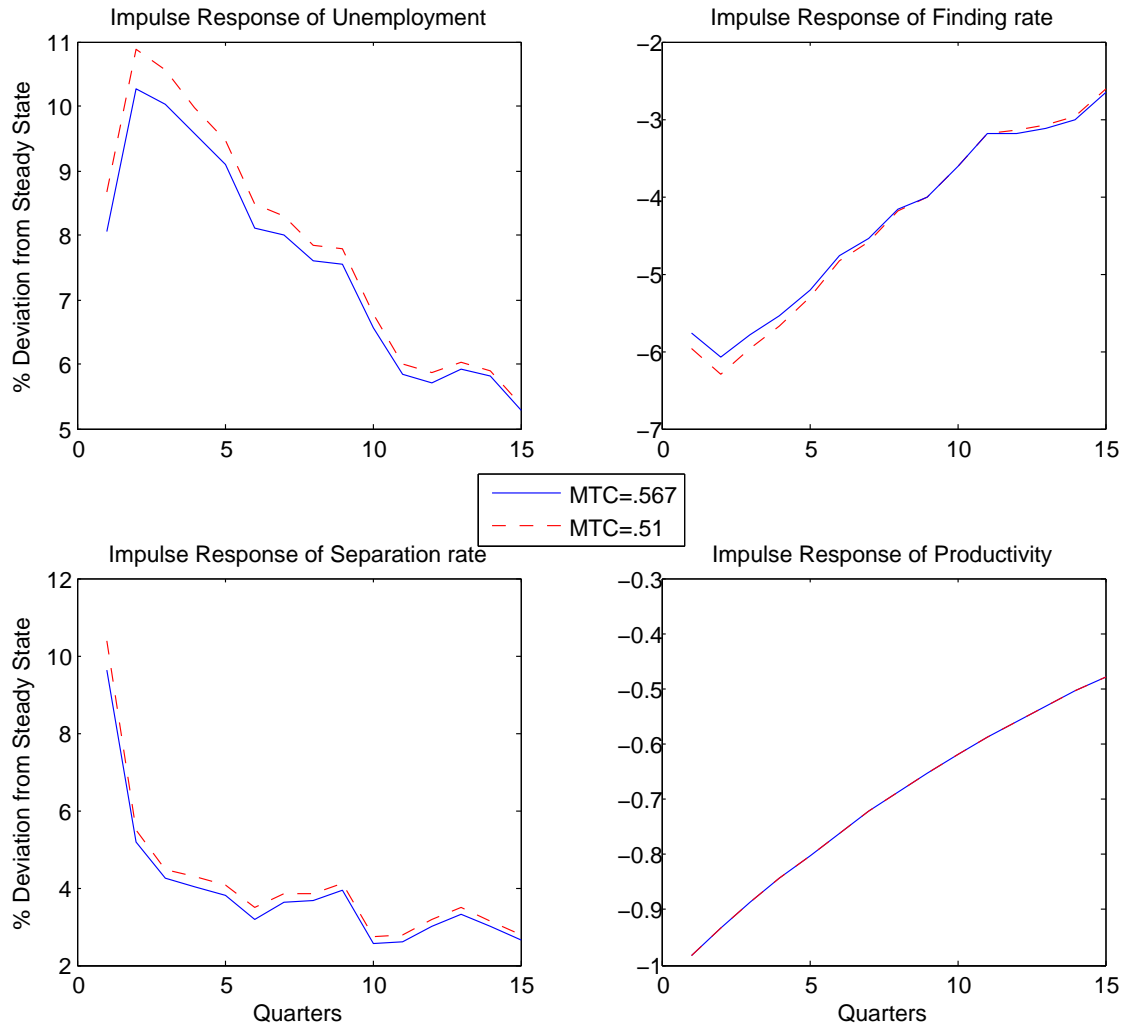 Impulse Response of Unemployment
% Deviation from Steady State
11
10
9
8
7
6
5
0 5 10 15
Impulse Response of Finding rate
−2
−3
−4
−5
−6
−7
0 5 10 15
MTC=.567
MTC=.51
Impulse Response of Separation rate
% Deviation from Steady State
12
10
8
6
4
2
0 5 10 15
Quarters
Impulse Response of Productivity
−0.3
−0.4
−0.5
−0.6
−0.7
−0.8
−0.9
−1
0 5 10 15
Quarters